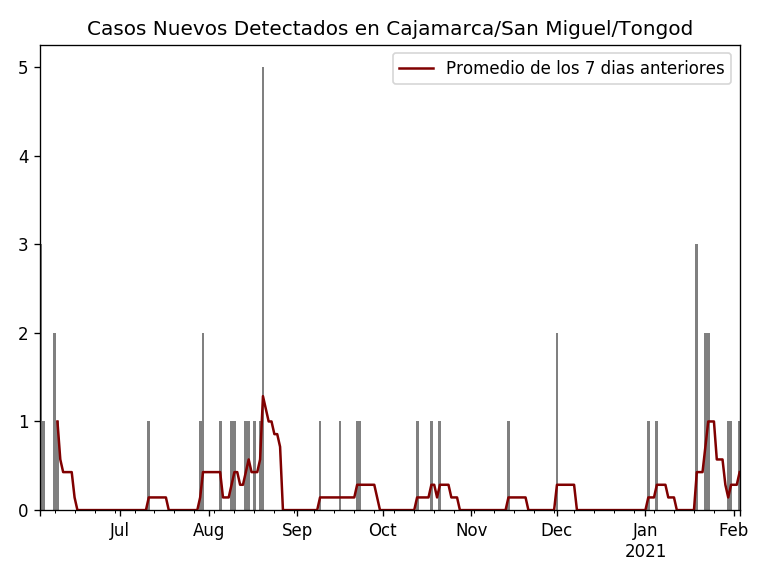 Casos Nuevos Detectados en Cajamarca/San Miguel/Tongod
Promedio de los 7 dias anteriores
5
4
3
2
1
0
Jul Aug Sep Oct Nov Dec Jan Feb
2021